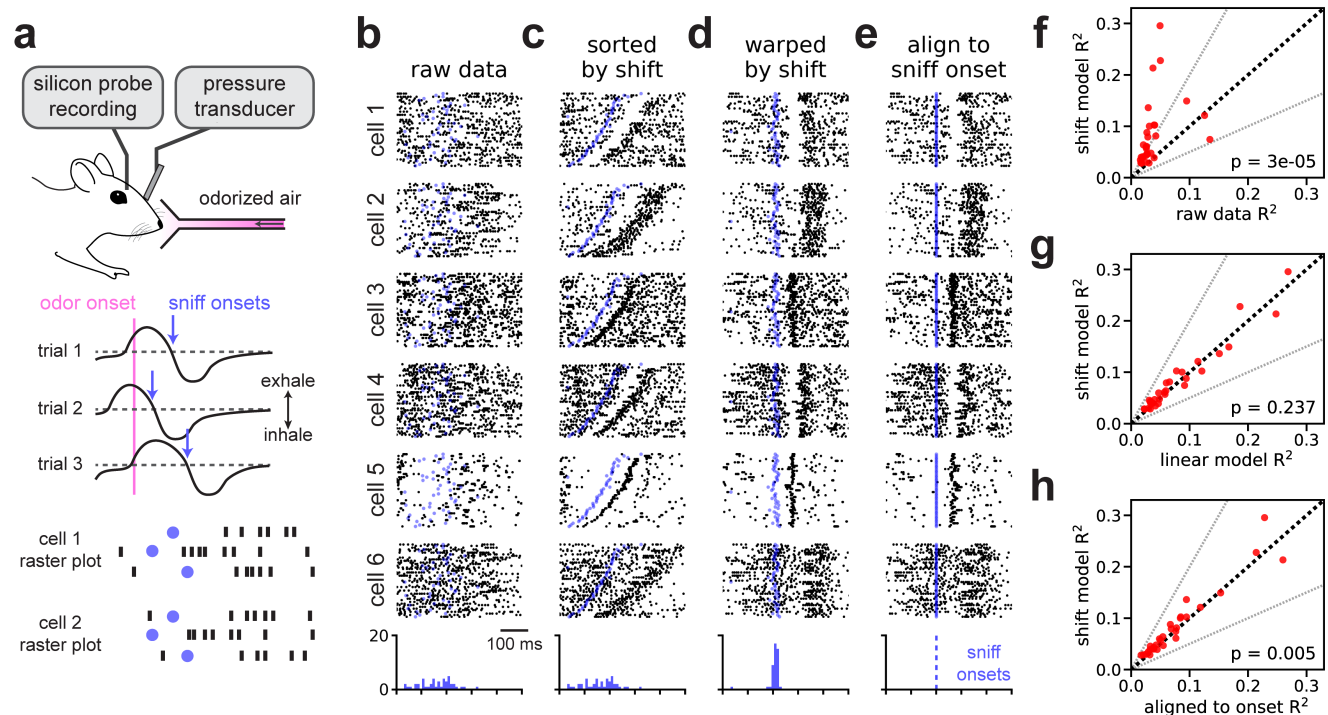 a
silicon probe
recording
pressure
transducer
odorized air
odor onset
sniff onsets
trial 1
trial 2
trial 3
exhale
inhale
cell 1
raster plot
cell 2
raster plot
b
raw data
c
sorted
by shift
d
warped
by shift
e
align to
sniff onset
cell 1
cell 2
cell 3
cell 4
cell 5
cell 6
100 ms
20
0
sniff
onsets
f
shift model R²
0.3
0.2
0.1
0.0
p = 3e-05
0.0 0.1 0.2 0.3
raw data R²
g
shift model R²
0.3
0.2
0.1
0.0
p = 0.237
0.0 0.1 0.2 0.3
linear model R²
h
shift model R²
0.3
0.2
0.1
0.0
p = 0.005
0.0 0.1 0.2 0.3
aligned to onset R²